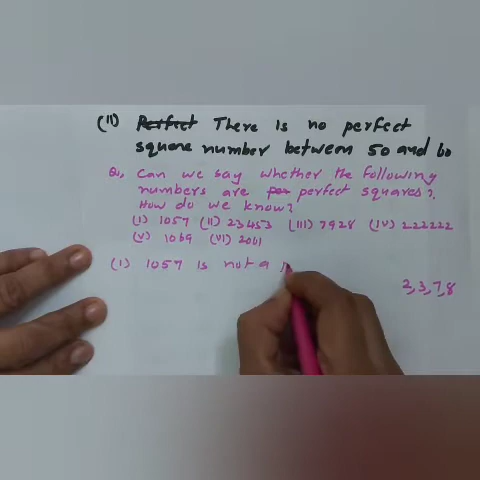 (ii) Perfect There is no perfect
square number between 50 and 60
Q, Can we say whether the following
numbers are per perfect squares?
How do we know?
(i) 1057 (ii) 23453 (iii) 7928 (iv) 222222
(v) 1069 (vi) 2061
(i) 1057 is not a
2,3,7,8